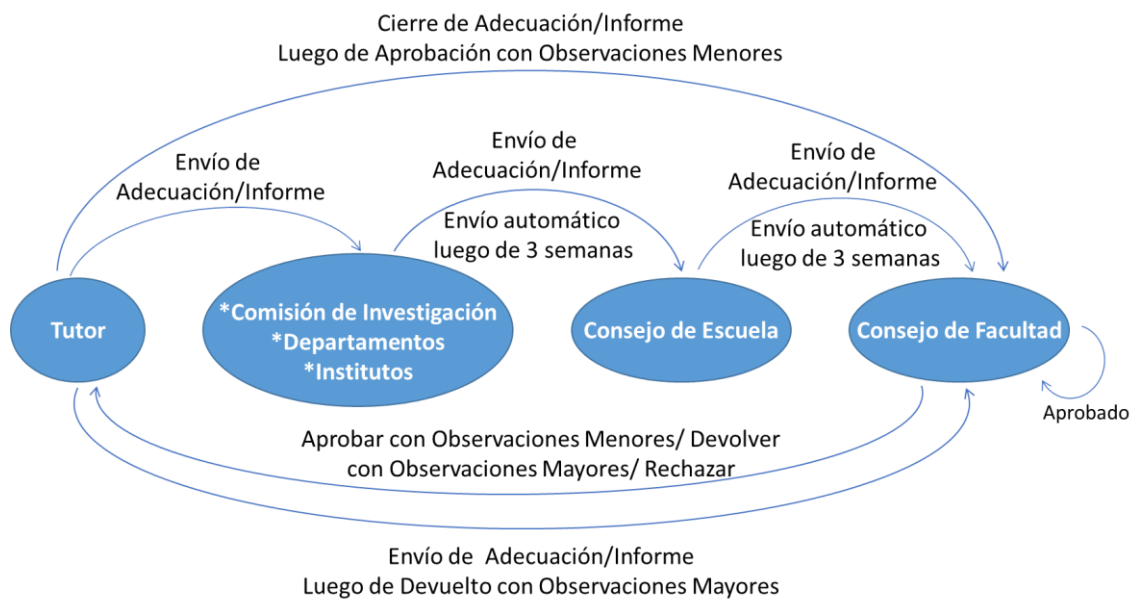 Cierre de Adecuación/Informe
Luego de Aprobación con Observaciones Menores
Envío de
Adecuación/Informe
Envío de
Adecuación/Informe
Envío automático
luego de 3 semanas
Envío de
Adecuación/Informe
Envío automático
luego de 3 semanas
Tutor
*Comisión de Investigación
*Departamentos
*Institutos
Consejo de Escuela
Consejo de Facultad
Aprobado
Aprobar con Observaciones Menores/ Devolver
con Observaciones Mayores/ Rechazar
Envío de Adecuación/Informe
Luego de Devuelto con Observaciones Mayores